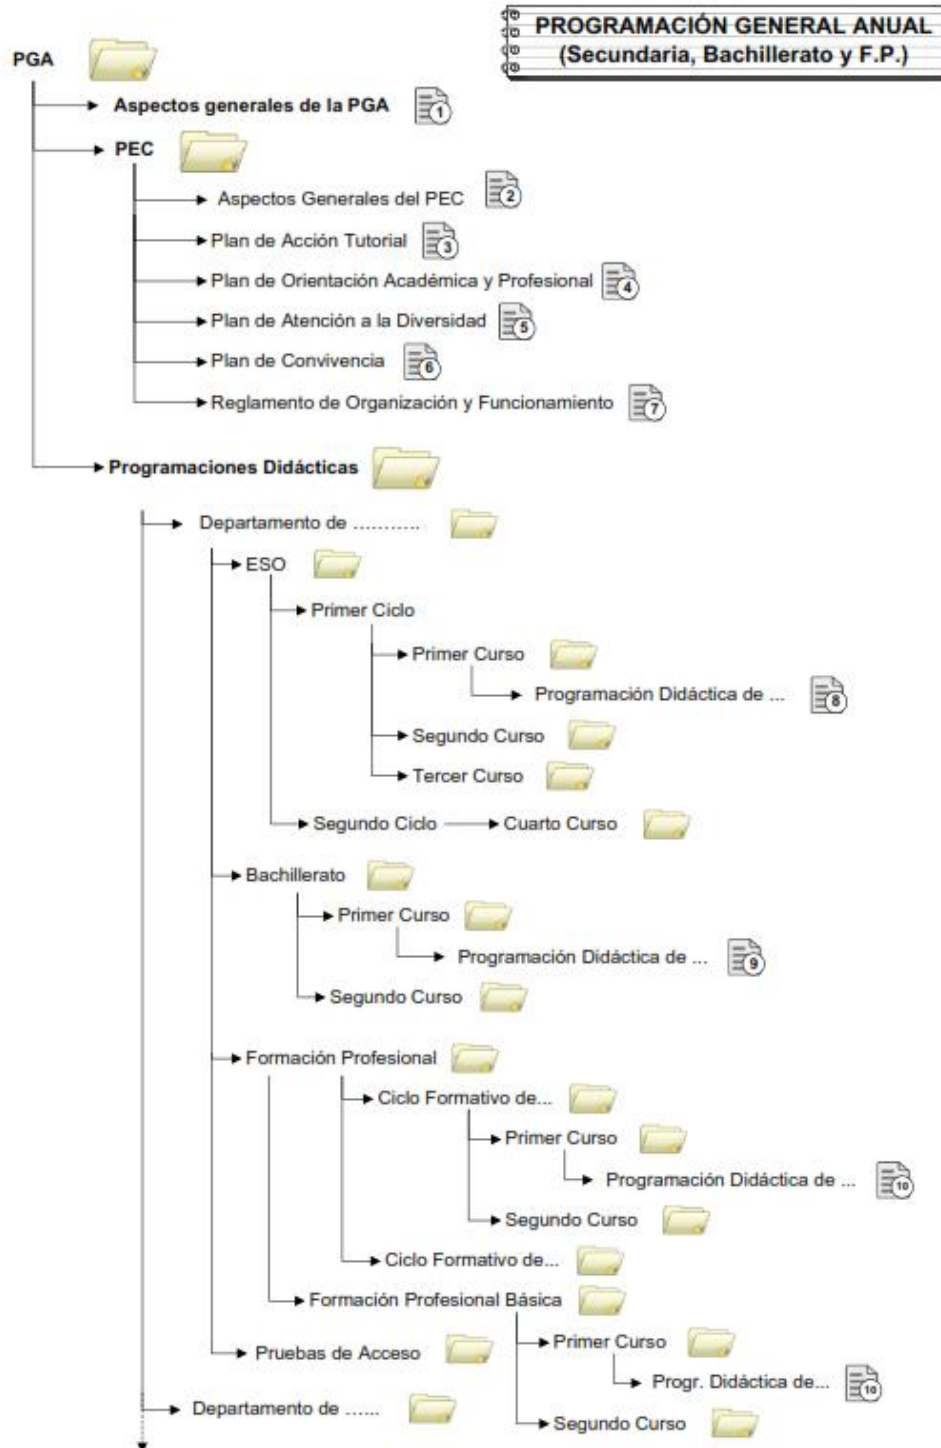 PROGRAMACIÓN GENERAL ANUAL
(Secundaria, Bachillerato y F.P.)
PGA
Aspectos generales de la PGA 1
PEC
Aspectos Generales del PEC 2
Plan de Acción Tutorial 3
Plan de Orientación Académica y Profesional 4
Plan de Atención a la Diversidad 5
Plan de Convivencia 6
Reglamento de Organización y Funcionamiento 7
Programaciones Didácticas
Departamento de ...........
ESO
Primer Ciclo
Primer Curso
Programación Didáctica de ... 8
Segundo Curso
Tercer Curso
Segundo Ciclo Cuarto Curso
Bachillerato
Primer Curso
Programación Didáctica de ... 9
Segundo Curso
Formación Profesional
Ciclo Formativo de...
Primer Curso
Programación Didáctica de ... 10
Segundo Curso
Ciclo Formativo de...
Formación Profesional Básica
Primer Curso
Pruebas de Acceso
Progr. Didáctica de... 10
Departamento de ......
Segundo Curso